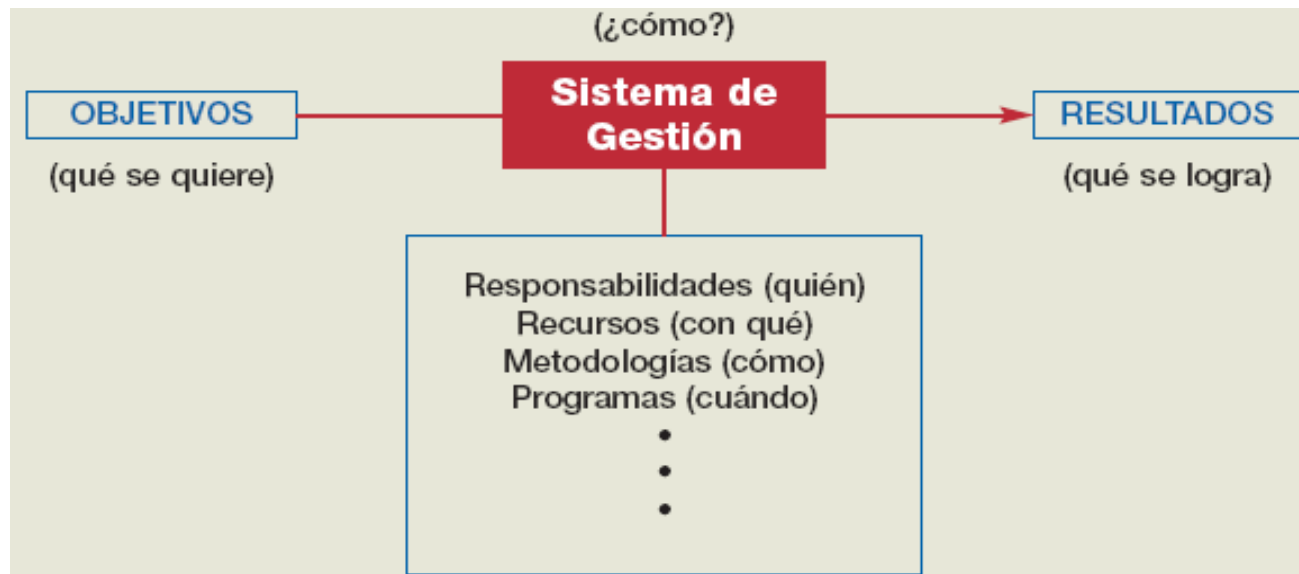 (¿cómo?)
Sistema de
Gestión
OBJETIVOS
(qué se quiere)
RESULTADOS
(qué se logra)
Responsabilidades (quién)
Recursos (con qué)
Metodologías (cómo)
Programas (cuándo)
•
•
•